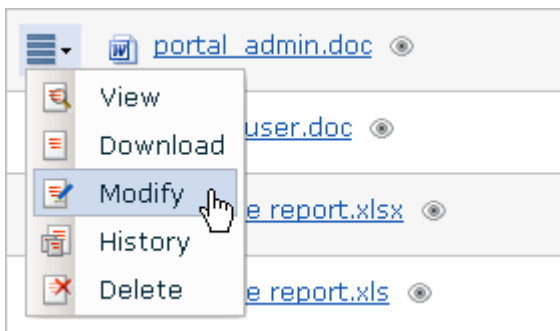 portal_admin.doc
View
user.doc
Download
Modify
e report.xlsx
History
Delete
e report.xls